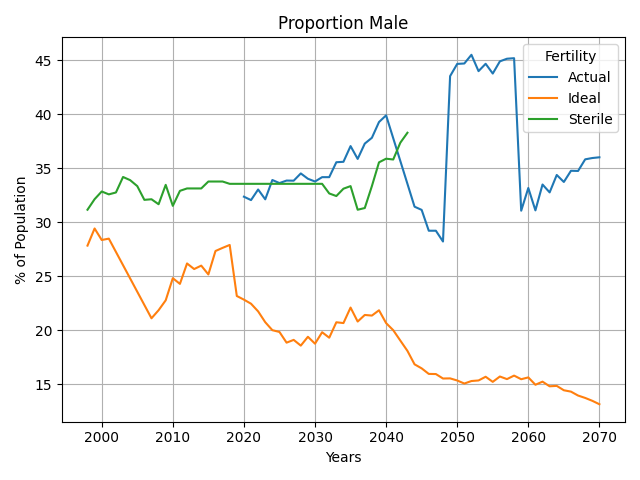 Proportion Male
% of Population
45
40
35
30
25
20
15
Fertility
Actual
Ideal
Sterile
2000 2010 2020 2030 2040 2050 2060 2070
Years